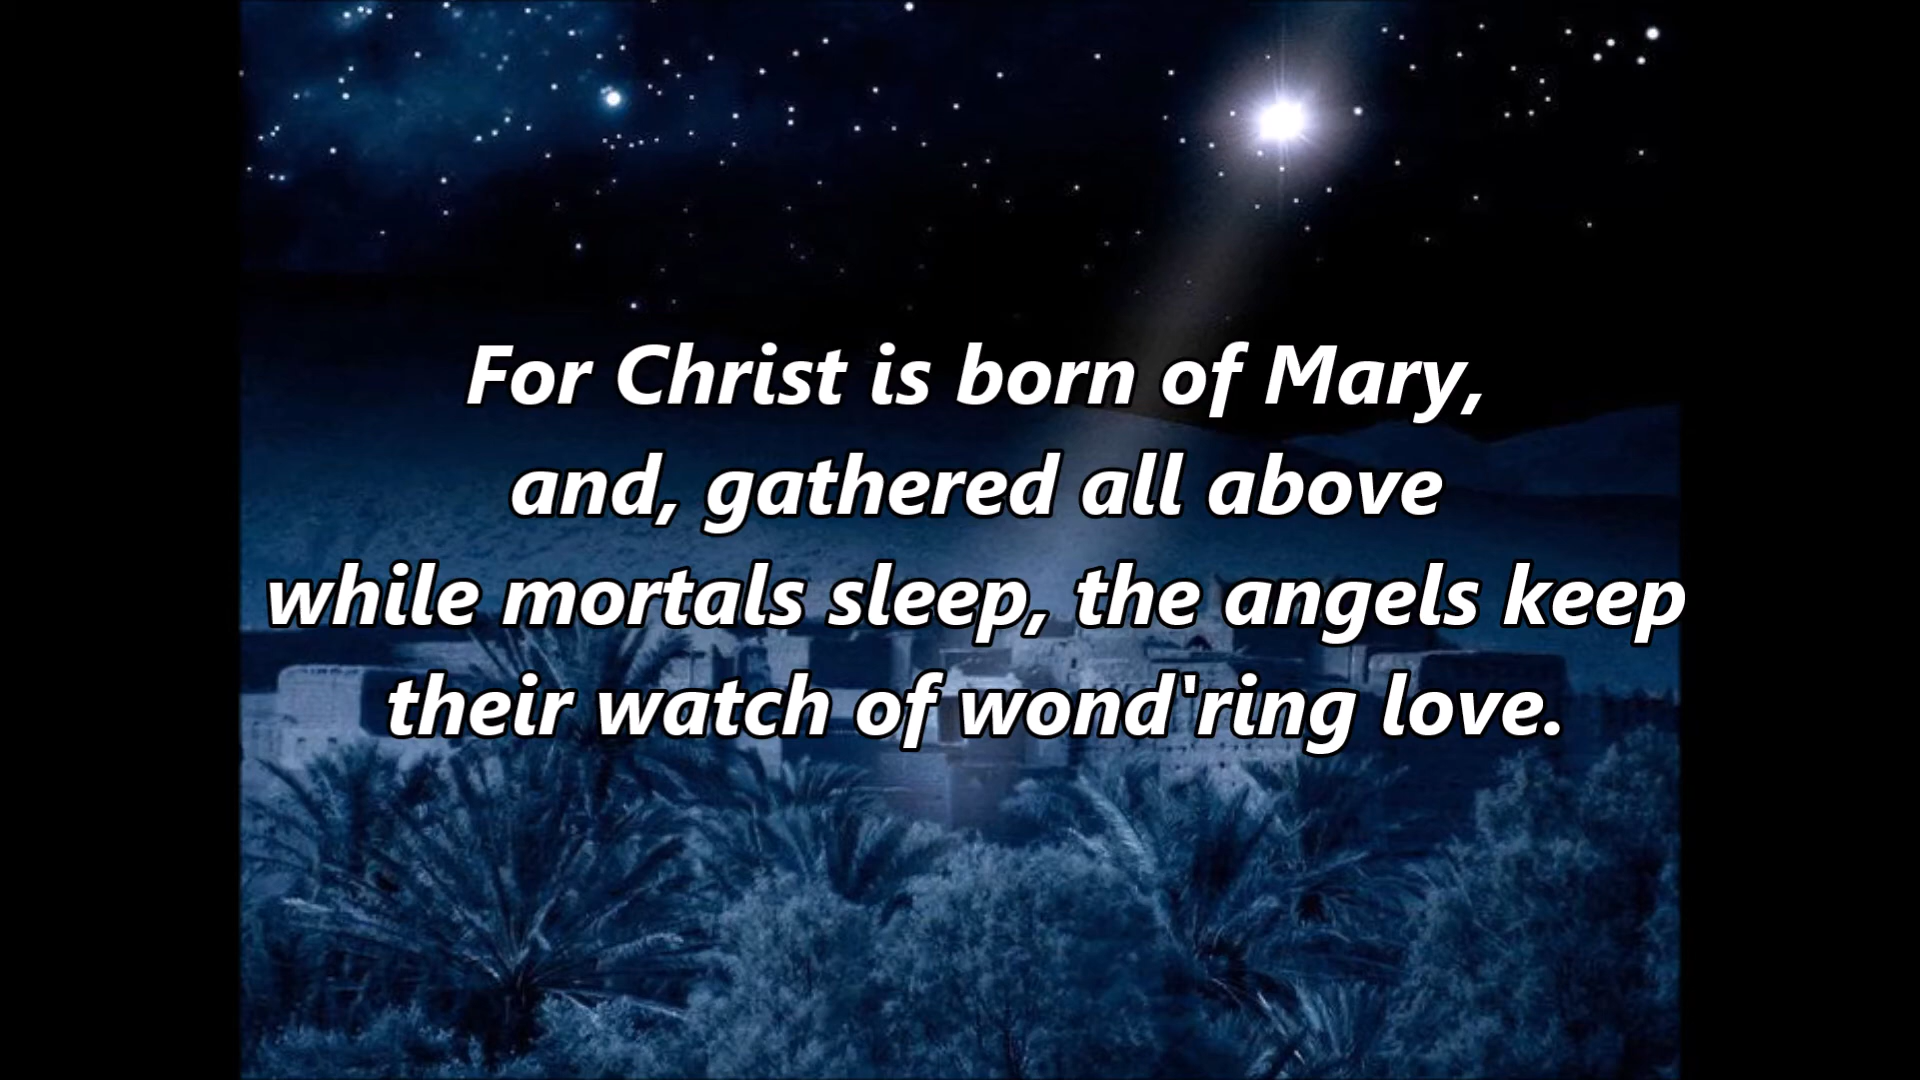 For Christ is born of Mary,
and, gathered all above
while mortals sleep, the angels keep
their watch of wond'ring love.